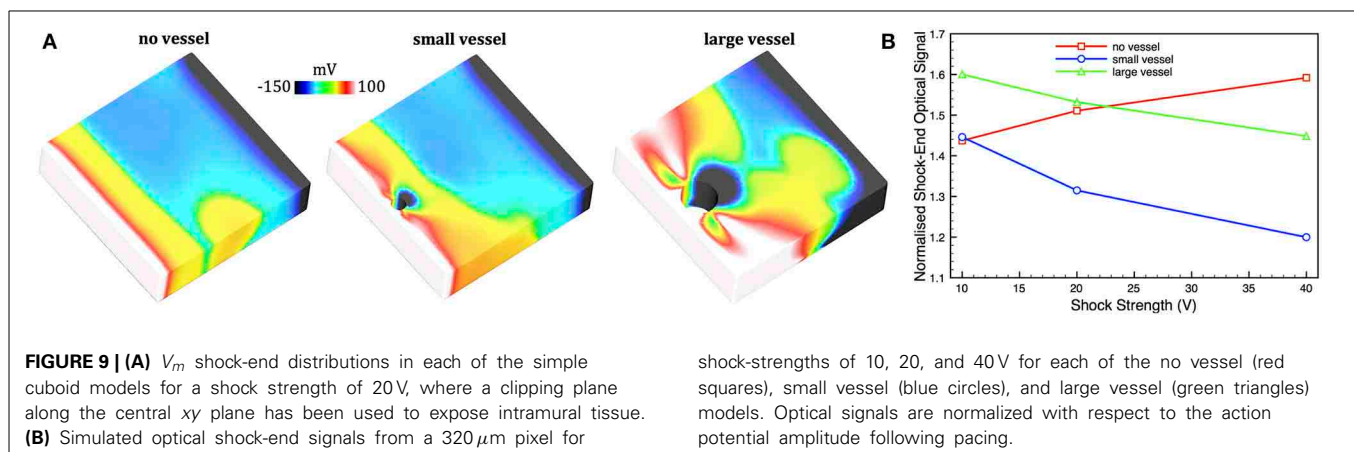 A
no vessel
small vessel
large vessel
mV
-150
100
B
1.7
1.6
1.5
1.4
1.3
1.2
1.1
Normalised Shock-End Optical Signal
no vessel
small vessel
large vessel
10
15
20
25
30
35
40
Shock Strength (V)
FIGURE 9 | (A) Vm shock-end distributions in each of the simple
cuboid models for a shock strength of 20 V, where a clipping plane
along the central xy plane has been used to expose intramural tissue.
(B) Simulated optical shock-end signals from a 320 μm pixel for
shock-strengths of 10, 20, and 40 V for each of the no vessel (red
squares), small vessel (blue circles), and large vessel (green triangles)
models. Optical signals are normalized with respect to the action
potential amplitude following pacing.